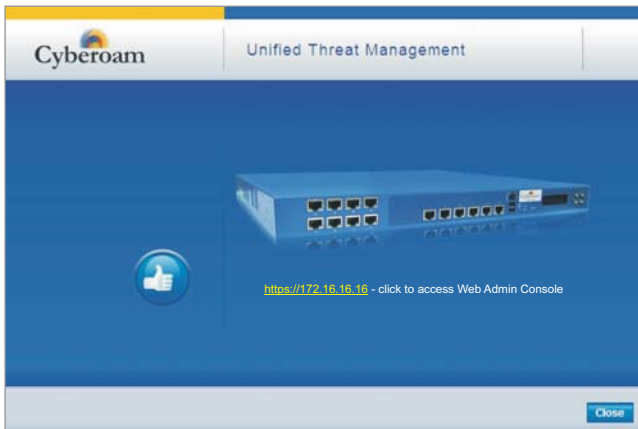 Cyberoam
Unified Threat Management
https://172.16.16.16 - click to access Web Admin Console
Close